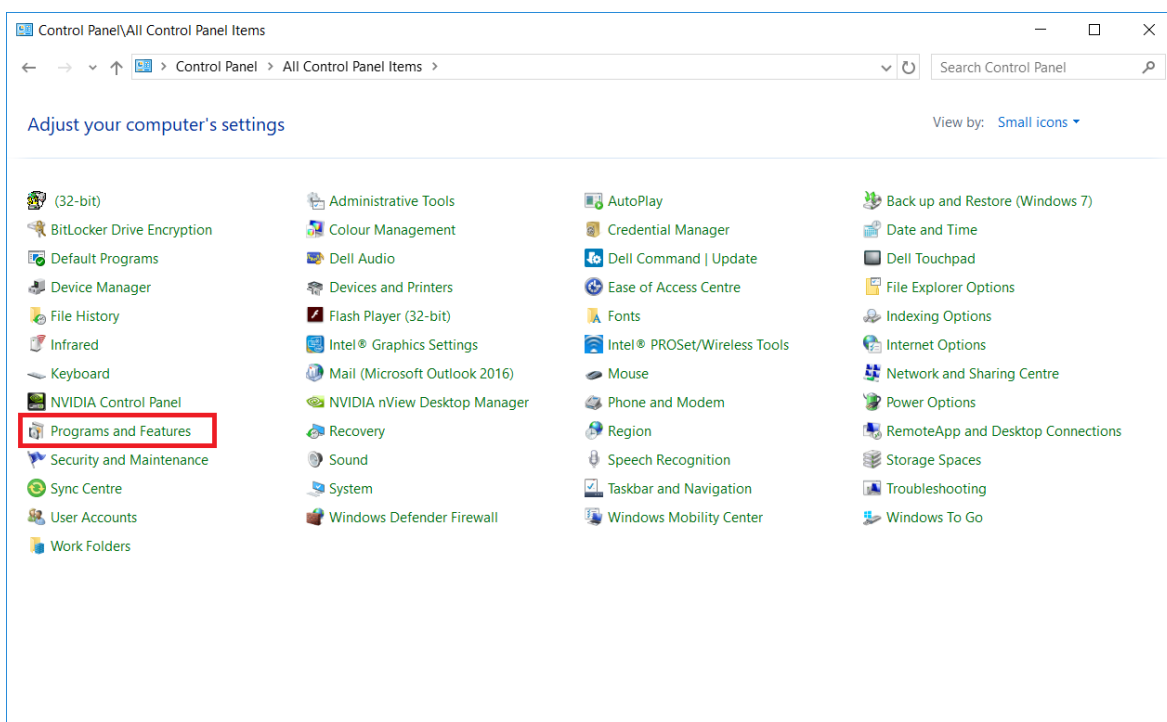 Control Panel\All Control Panel Items
Control Panel > All Control Panel Items >
Search Control Panel
Adjust your computer's settings
View by: Small icons
(32-bit) Administrative Tools AutoPlay Back up and Restore (Windows 7)
BitLocker Drive Encryption Colour Management Credential Manager Date and Time
Default Programs Dell Audio Dell Command | Update Dell Touchpad
Device Manager Devices and Printers Ease of Access Centre File Explorer Options
File History Flash Player (32-bit) Fonts Indexing Options
Infrared Intel® Graphics Settings Intel® PROSet/Wireless Tools Internet Options
Keyboard Mail (Microsoft Outlook 2016) Mouse Network and Sharing Centre
NVIDIA Control Panel NVIDIA nView Desktop Manager Phone and Modem Power Options
Programs and Features Recovery Region RemoteApp and Desktop Connections
Security and Maintenance Sound Speech Recognition Storage Spaces
Sync Centre System Taskbar and Navigation Troubleshooting
User Accounts Windows Defender Firewall Windows Mobility Center Windows To Go
Work Folders